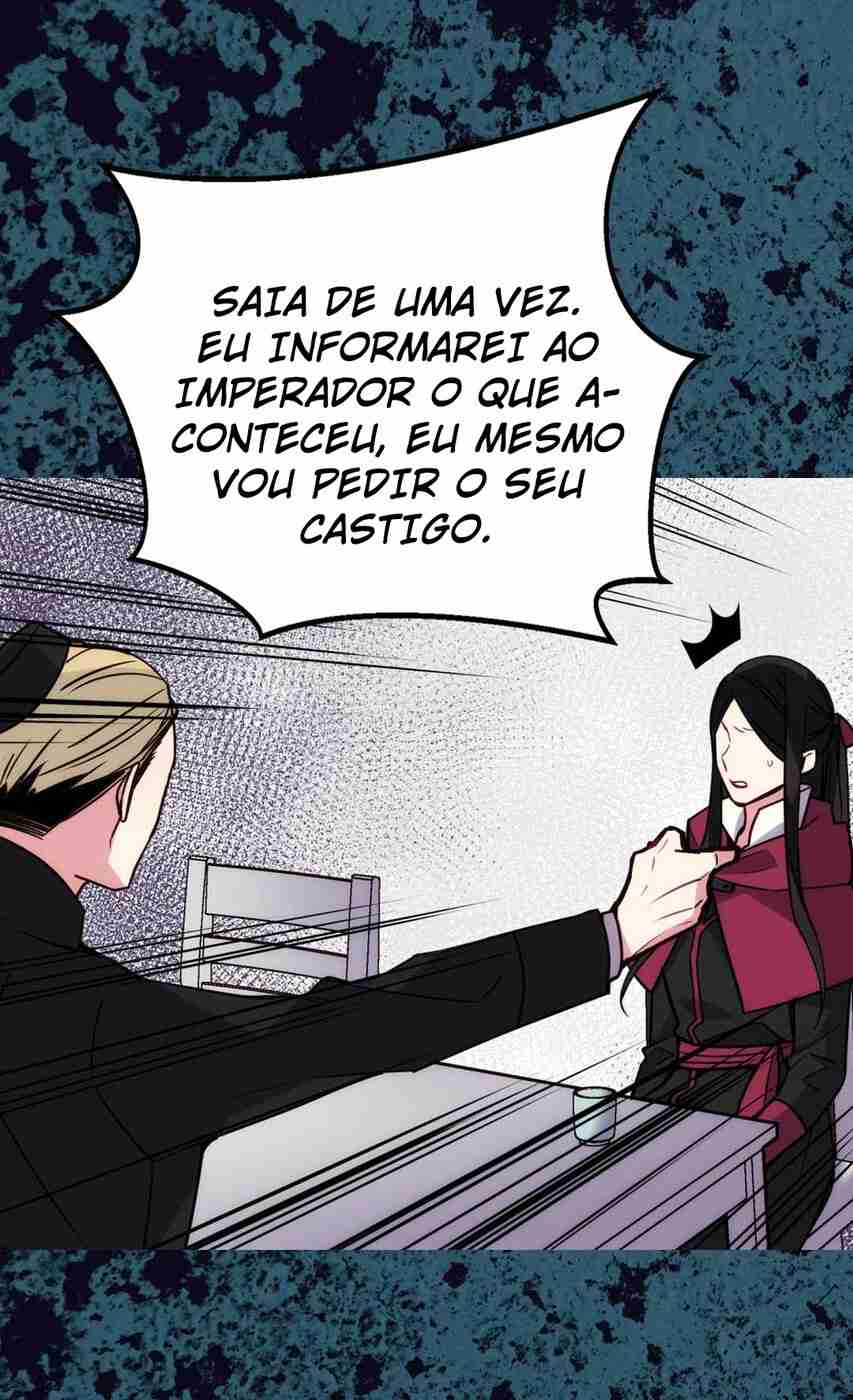 SAIA DE UMA VEZ.
EU INFORMAREI AO
IMPERADOR O QUE A-
CONTECEU, EU MESMO
VOU PEDIR O SEU
CASTIGO.